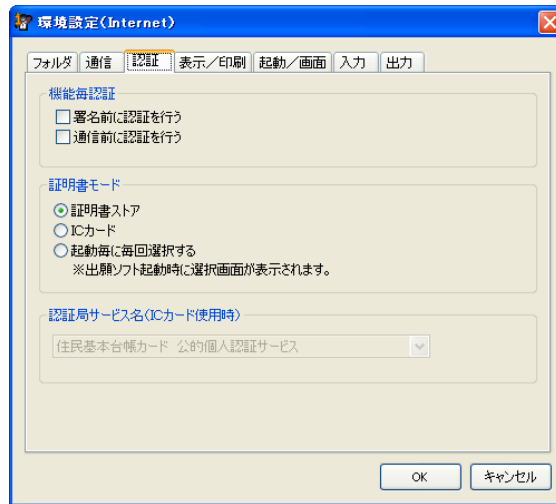 環境設定(Internet)
フォルダ 通信 認証 表示／印刷 起動／画面 入力 出力
機能毎認証
署名前に認証を行う
通信前に認証を行う
証明書モード
証明書ストア
ICカード
起動毎に毎回選択する
※出願ソフト起動時に選択画面が表示されます。
認証局サービス名(ICカード使用時)
住民基本台帳カード 公的個人認証サービス
OK キャンセル